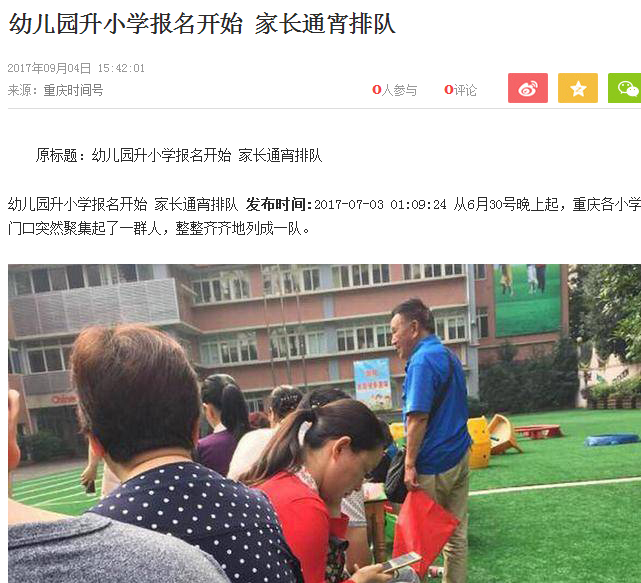 幼儿园升小学报名开始 家长通宵排队
2017年09月04日 15:42:01
来源：重庆时间号
0人参与 0评论
原标题：幼儿园升小学报名开始 家长通宵排队
幼儿园升小学报名开始 家长通宵排队 发布时间:2017-07-03 01:09:24 从6月30号晚上起，重庆各小学
门口突然聚集起了一群人，整整齐齐地列成一队。